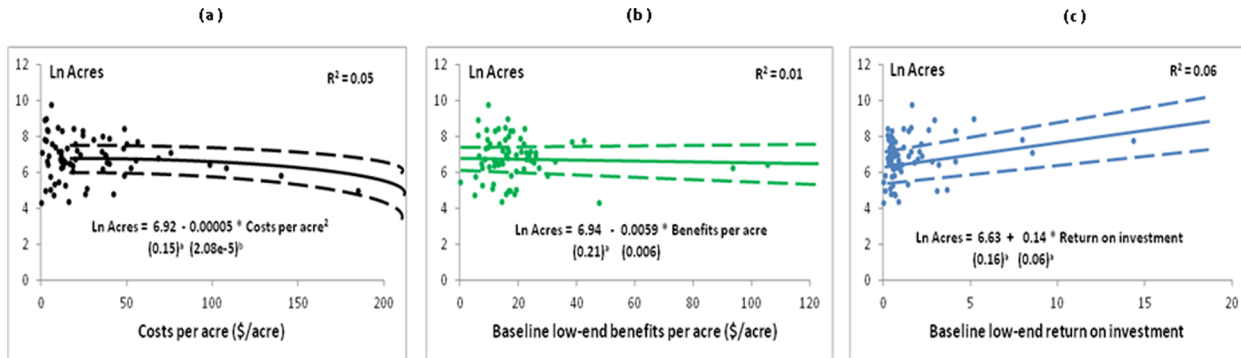 (a)
Ln Acres
R² = 0.05
12
10
8
6
4
2
0
Ln Acres = 6.92 - 0.00005 * Costs per acre²
(0.15)ᵃ (2.08e-5)ᵇ
0 50 100 150 200
Costs per acre ($/acre)
(b)
Ln Acres
R² = 0.01
12
10
8
6
4
2
0
Ln Acres = 6.94 - 0.0059 * Benefits per acre
(0.21)ᵃ (0.006)
0 20 40 60 80 100 120
Baseline low-end benefits per acre ($/acre)
(c)
Ln Acres
R² = 0.06
12
10
8
6
4
2
0
Ln Acres = 6.63 + 0.14 * Return on investment
(0.16)ᵃ (0.06)ᵃ
0 5 10 15 20
Baseline low-end return on investment